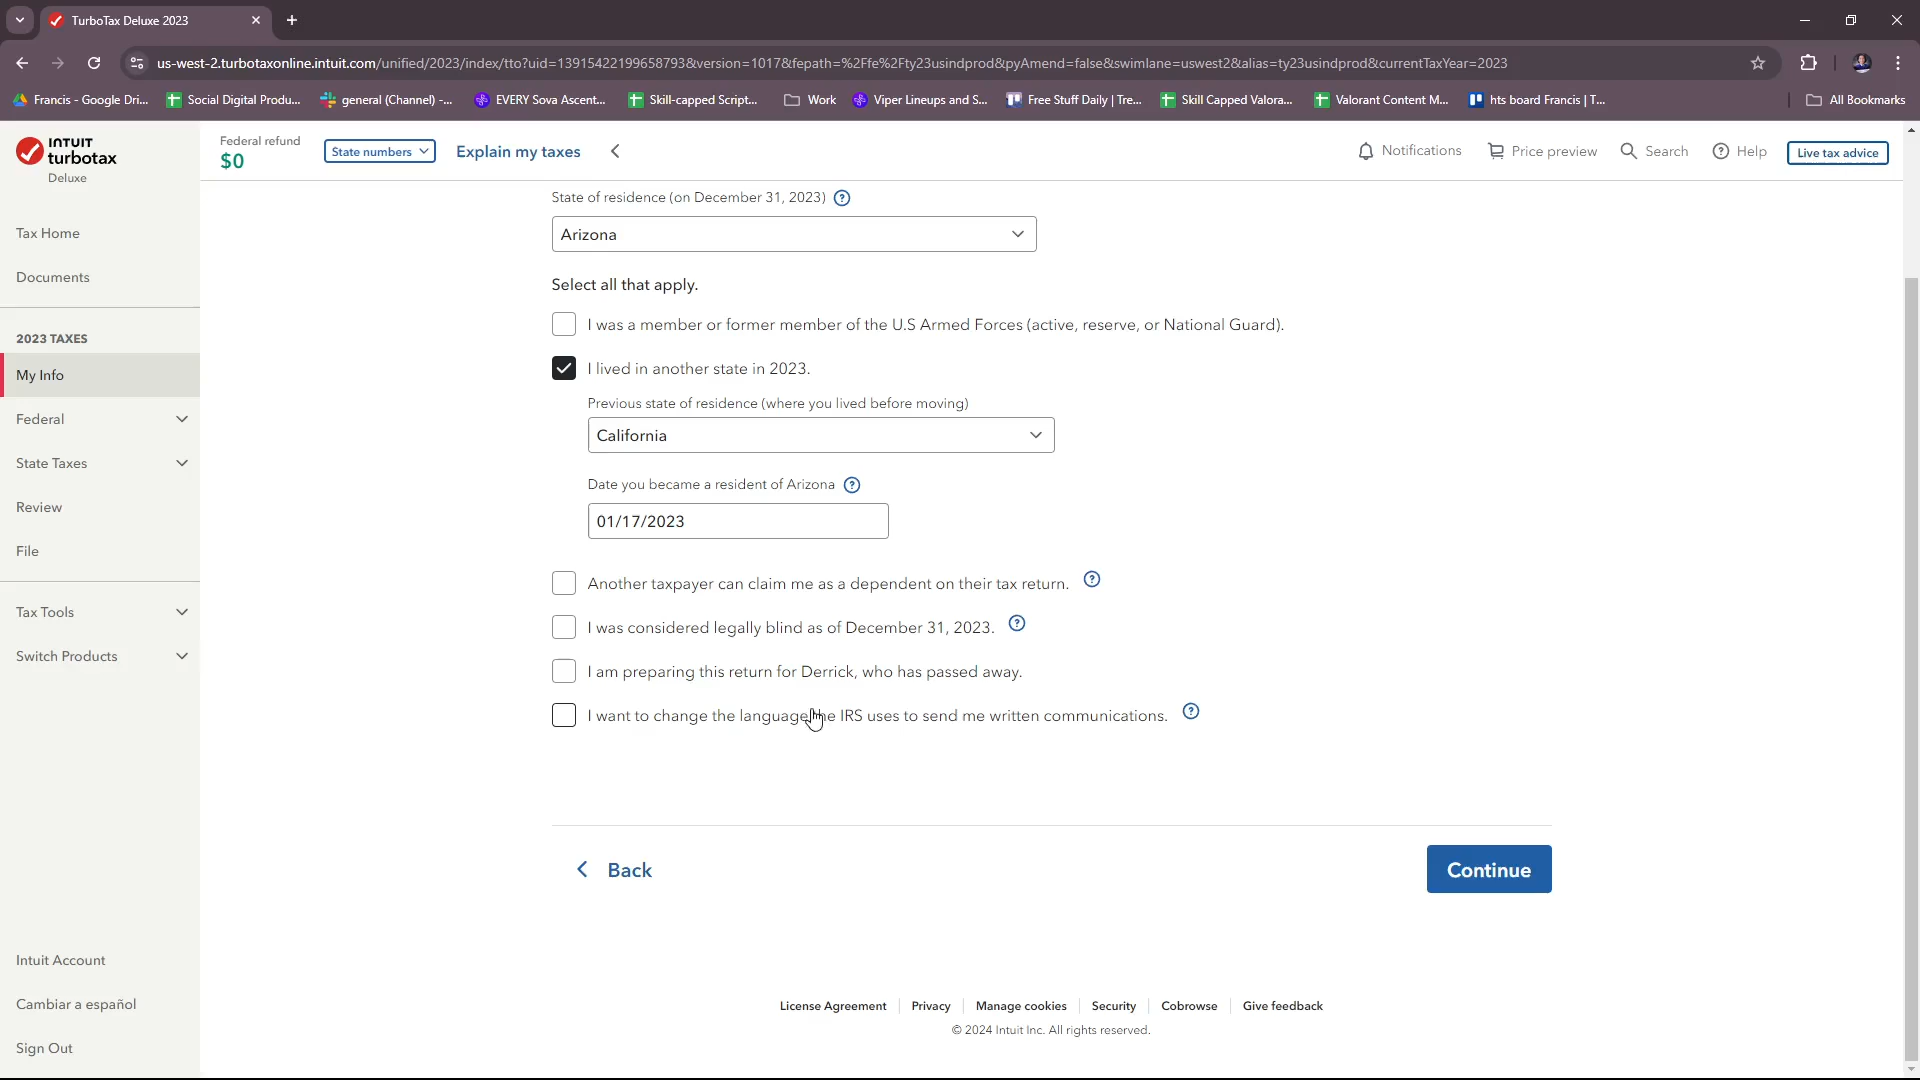 TurboTax Deluxe 2023
us-west-2.turbotaxonline.intuit.com/unified/2023/index/tto?uid=13915422199658793&version=1017&fepath=%2Ffe%2Fty23usindprod&pyAmend=false&swimlane=uswest2&alias=ty23usindprod&currentTaxYear=2023
Francis - Google Dri... Social Digital Produ... general (Channel) -... EVERY Sova Ascent... Skill-capped Script... Work Viper Lineups and S... Free Stuff Daily | Tre... Skill Capped Valora... Valorant Content M... hts board Francis | T... All Bookmarks
INTUIT
turbotax
Deluxe
Federal refund
$0
State numbers
Explain my taxes
Notifications
Price preview
Search
Help
Live tax advice
Tax Home
Documents
2023 TAXES
My Info
Federal
State Taxes
Review
File
Tax Tools
Switch Products
Intuit Account
Cambiar a español
Sign Out
State of residence (on December 31, 2023) ?
Arizona
Select all that apply.
I was a member or former member of the U.S Armed Forces (active, reserve, or National Guard).
I lived in another state in 2023.
Previous state of residence (where you lived before moving)
California
Date you became a resident of Arizona ?
01/17/2023
Another taxpayer can claim me as a dependent on their tax return. ?
I was considered legally blind as of December 31, 2023. ?
I am preparing this return for Derrick, who has passed away.
I want to change the language the IRS uses to send me written communications. ?
Back
Continue
License Agreement Privacy Manage cookies Security Cobrowse Give feedback
© 2024 Intuit Inc. All rights reserved.